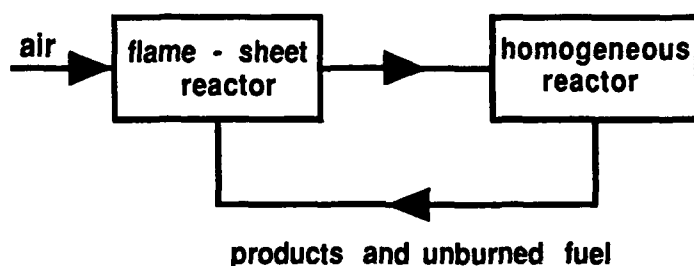 air
flame - sheet
reactor
homogeneous
reactor
products and unburned fuel